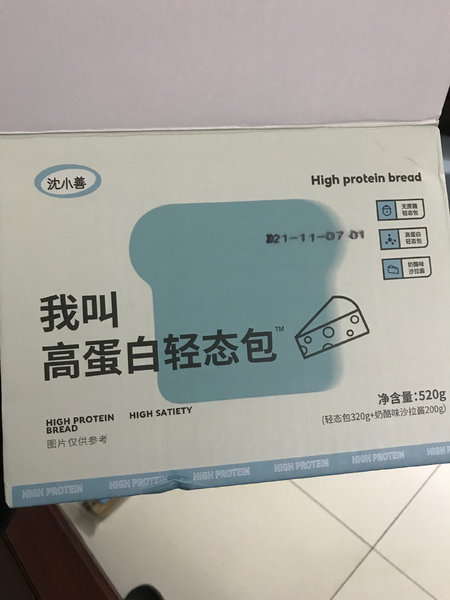 沈小善
High protein bread
无蔗糖
轻态包
高蛋白
轻态包
奶酪味
沙拉酱
21-11-07 01
我叫
高蛋白轻态包™
HIGH PROTEIN BREAD
HIGH SATIETY
图片仅供参考
净含量:520g
(轻态包320g+奶酪味沙拉酱200g)
HIGH PROTEIN HIGH PROTEIN HIGH PROTEIN HIGH PROTEIN HIGH PROTEIN